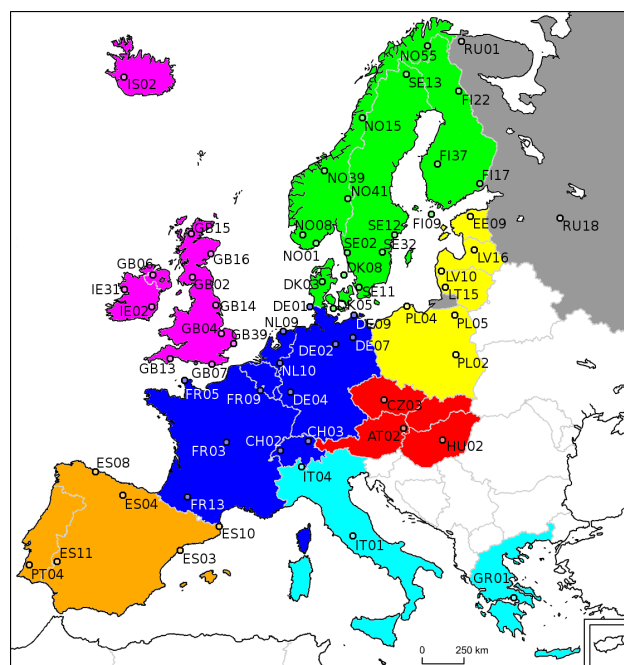 NO55
RU01
IS02
SE13
FI22
NO15
FI37
NO39
FI17
NO41
GB15
NO08
SE12
FI09
EE09
RU18
NO01
SE02
SE32
GB16
LV16
GB06
GB02
DK08
LV10
IE31
DK03
SE11
LT15
IE02
GB14
DE01
DK05
PL04
GB04
NL09
DE09
PL05
GB39
DE02
DE07
GB13
GB07
NL10
PL02
FR05
FR09
DE04
CZ03
FR03
CH02
CH03
AT02
HU02
ES08
IT04
ES04
FR13
ES10
ES11
ES03
IT01
PT04
GR01
0 250 km